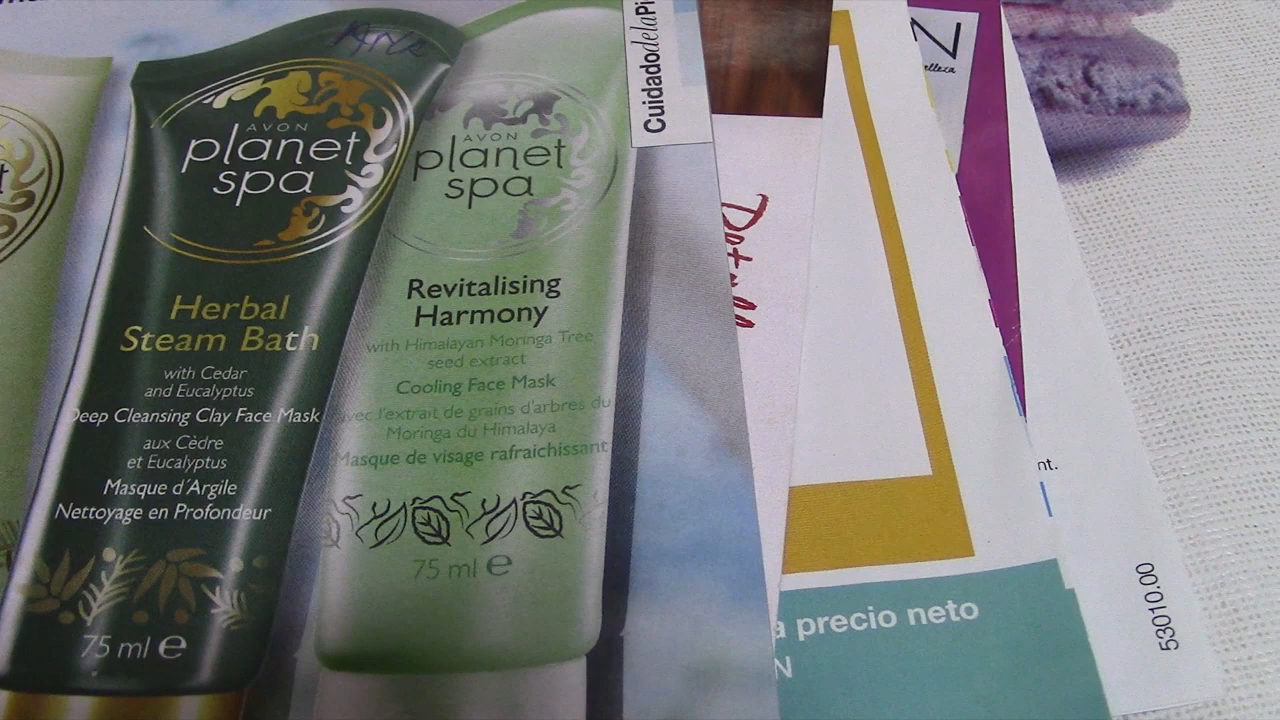 AVON
planet
spa
Herbal
Steam Bath
with Cedar
and Eucalyptus
Deep Cleansing Clay Face Mask
aux Cèdre
et Eucalyptus
Masque d'Argile
Nettoyage en Profondeur
75 ml e
AVON
planet
spa
Revitalising
Harmony
with Himalayan Moringa Tree
seed extract
Cooling Face Mask
avec l'extrait de grains d'arbres du
Moringa du Himalaya
Masque de visage rafraichissant
75 ml e
CuidadodelaPi
a precio neto
N
N
elleza
nt.
53010.00